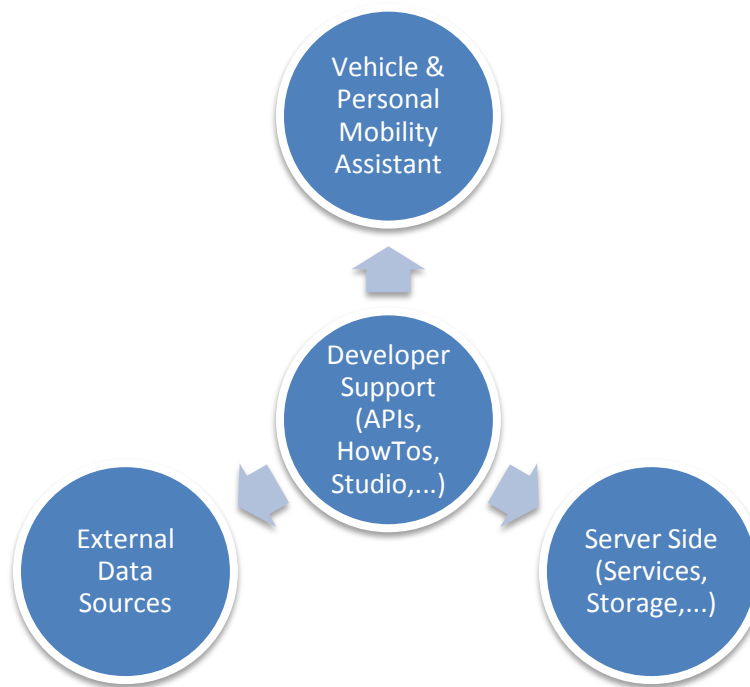 Vehicle &
Personal
Mobility
Assistant
Developer
Support
(APIs,
HowTos,
Studio,...)
External
Data
Sources
Server Side
(Services,
Storage,...)